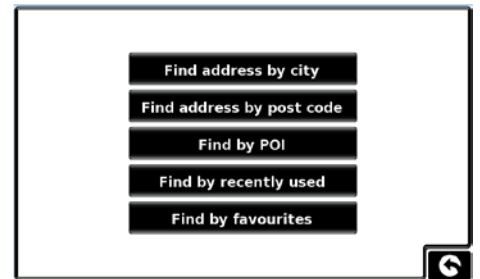 Find address by city
Find address by post code
Find by POI
Find by recently used
Find by favourites